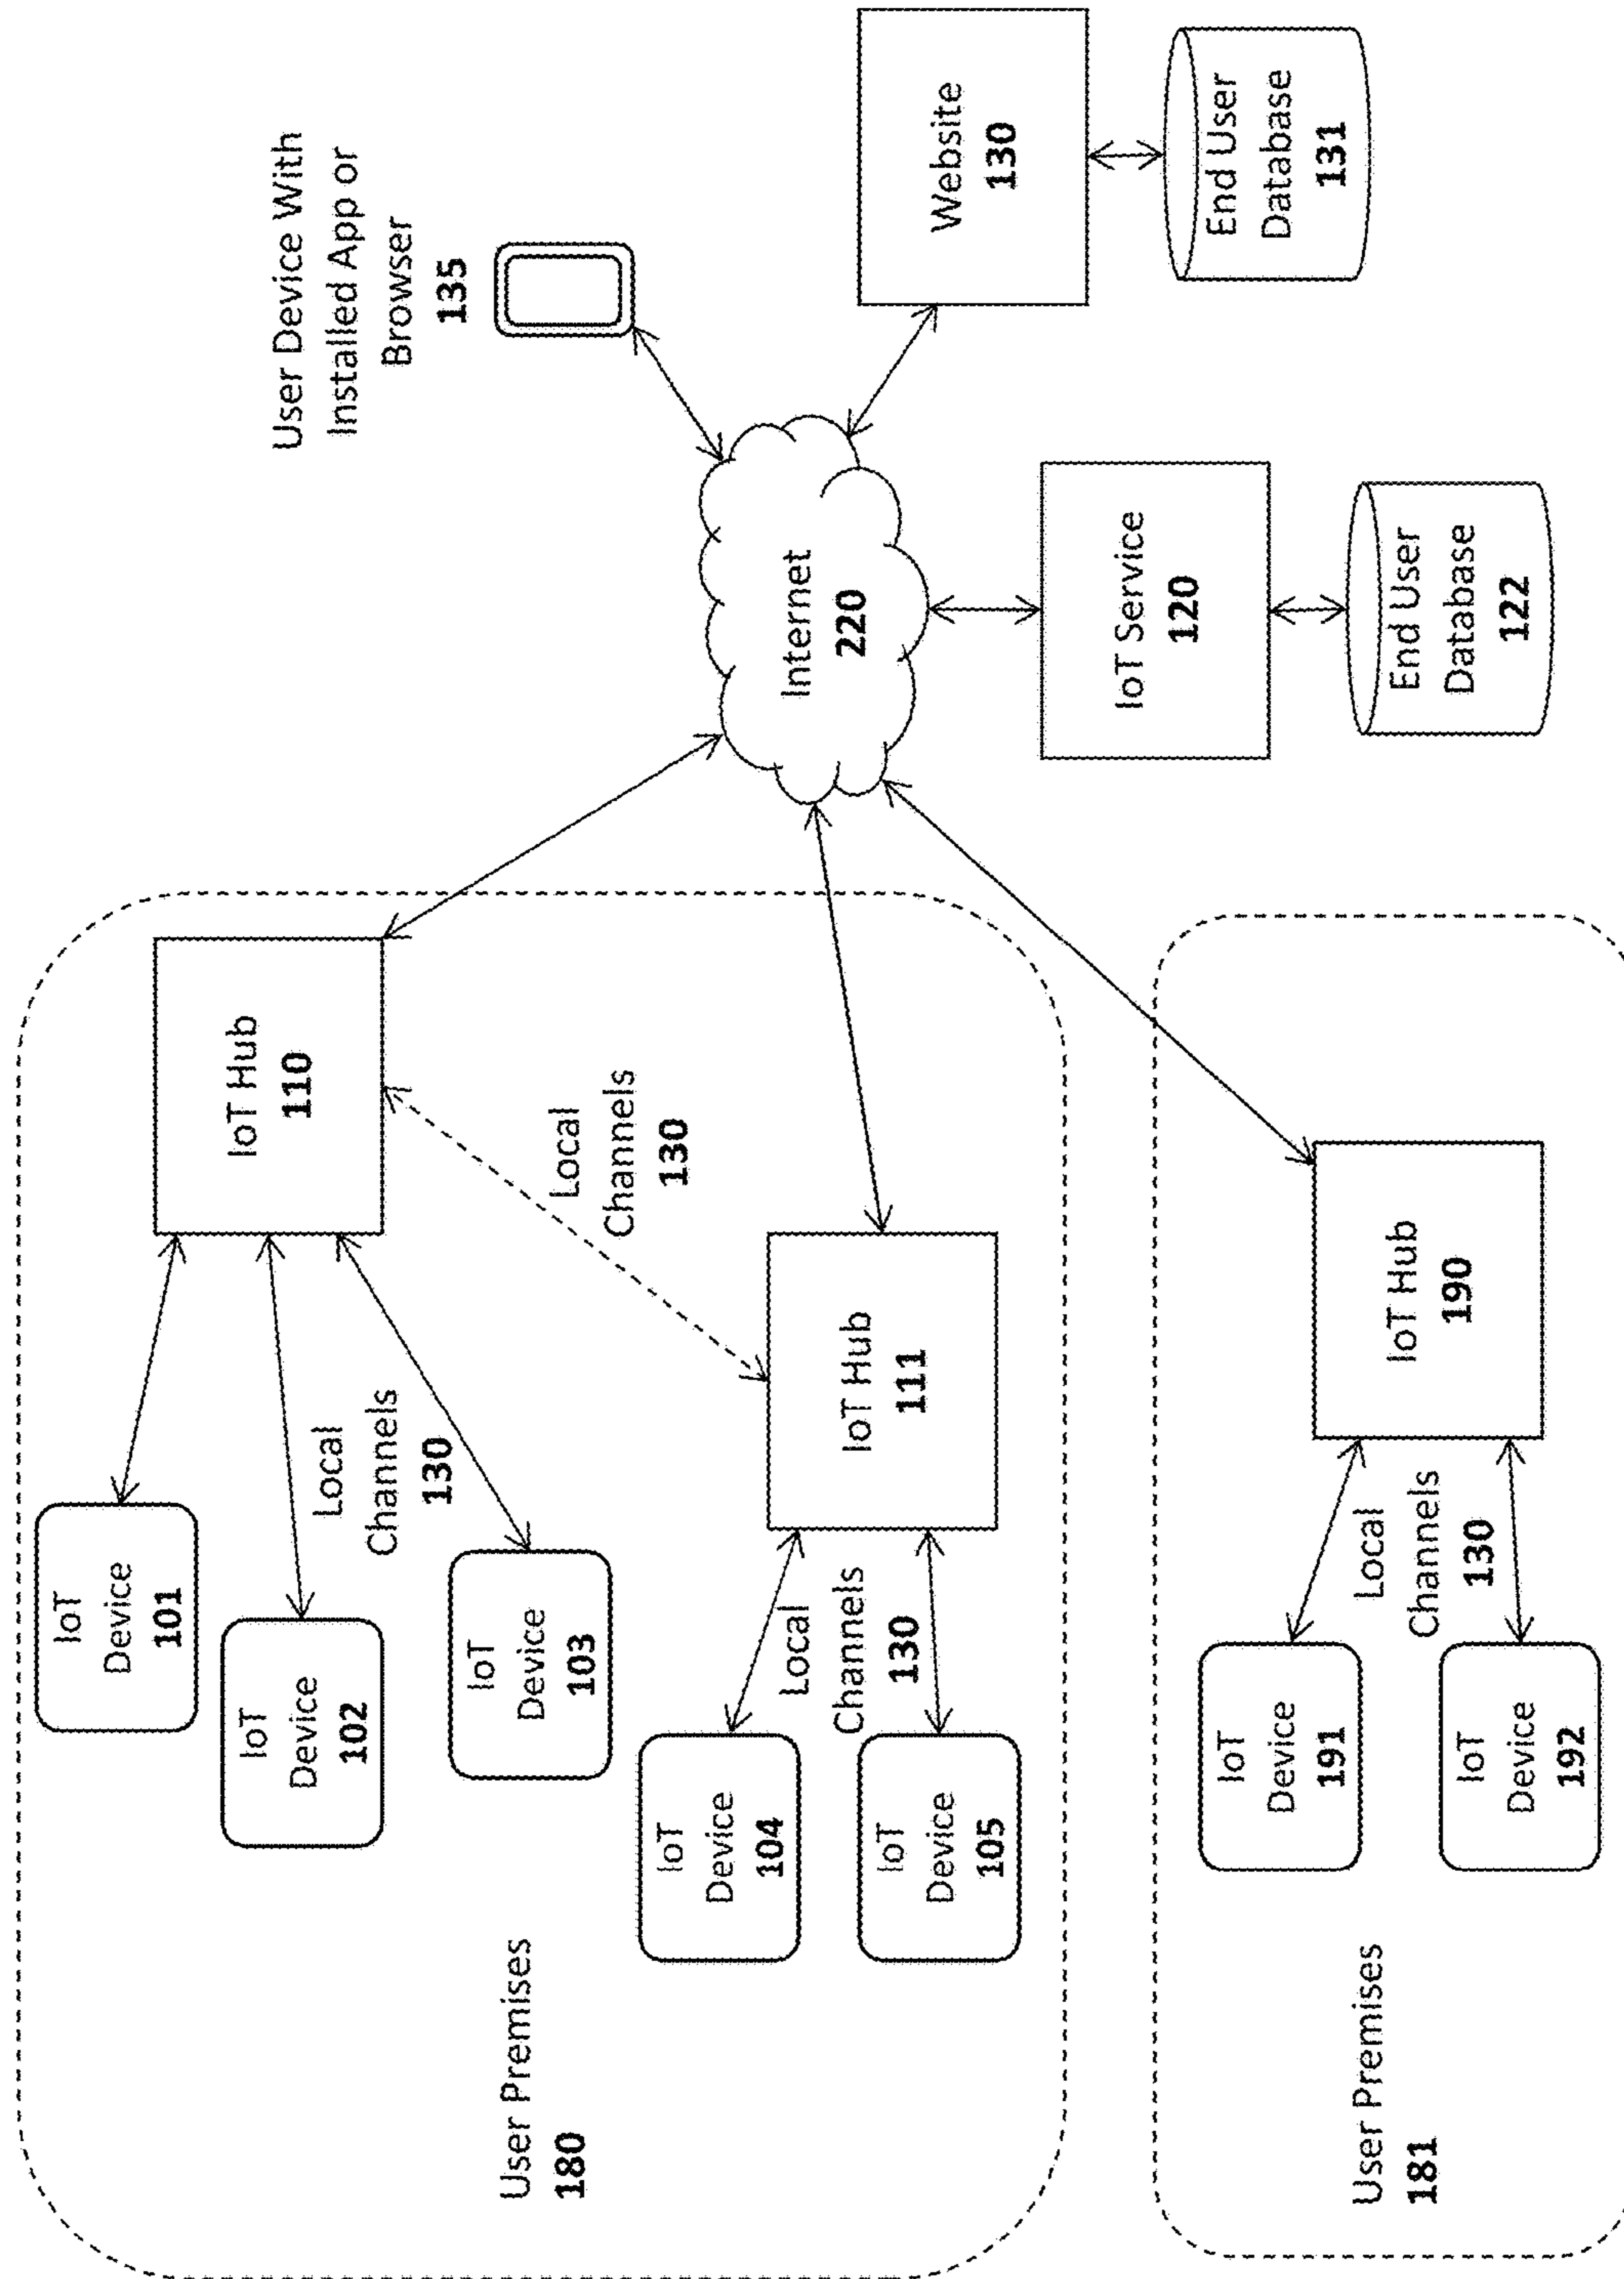 IoT
Device
101
IoT
Device
102
IoT
Device
103
Local
Channels
130
IoT Hub
110
Local
Channels
130
User Premises
180
IoT
Device
104
IoT
Device
105
Local
Channels
130
IoT Hub
111
User Device With
Installed App or
Browser
135
Internet
220
Website
130
End User
Database
131
IoT Service
120
End User
Database
122
User Premises
181
IoT
Device
191
IoT
Device
192
Local
Channels
130
IoT Hub
190